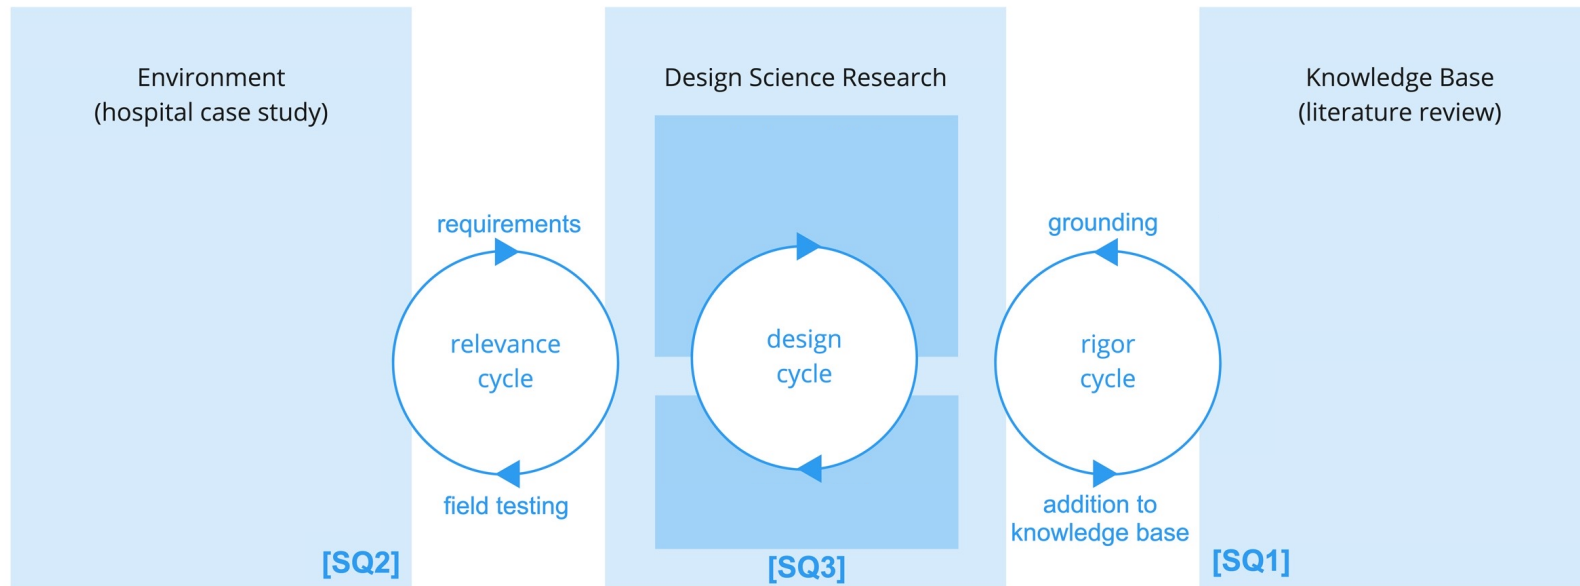 Environment
(hospital case study)
Design Science Research
Knowledge Base
(literature review)
requirements
relevance
cycle
field testing
design
cycle
grounding
rigor
cycle
addition to
knowledge base
[SQ2]
[SQ3]
[SQ1]